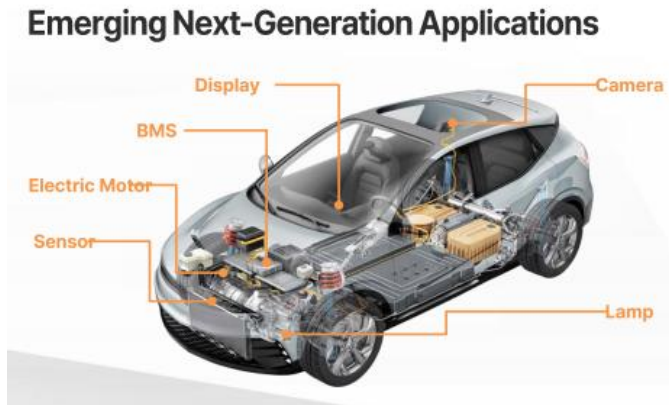 Emerging Next-Generation Applications
Display
Camera
BMS
Electric Motor
Sensor
Lamp